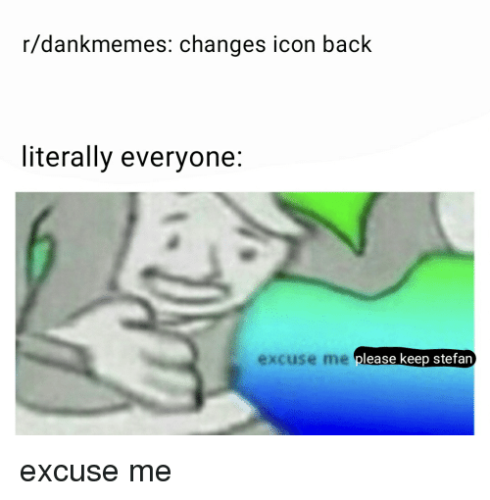 r/dankmemes: changes icon back
literally everyone:
excuse me please keep stefan
excuse me